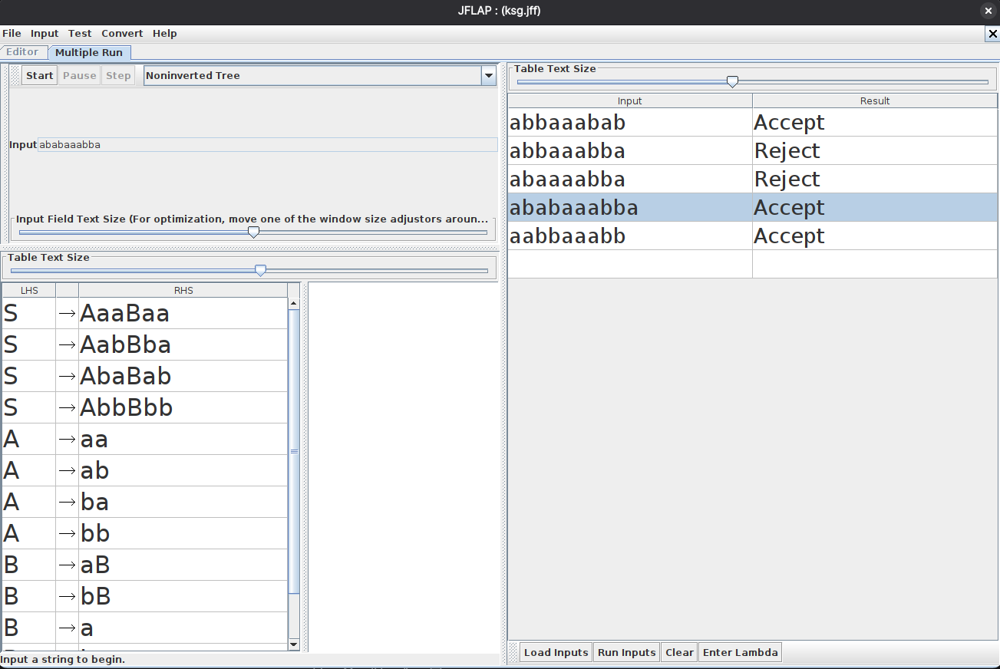 JFLAP : (ksg.jff)
File Input Test Convert Help
Editor Multiple Run
Start Pause Step Noninverted Tree
Input ababaaabba
Input Field Text Size (For optimization, move one of the window size adjustors aroun...
Table Text Size
LHS RHS
S → AaaBaa
S → AabBba
S → AbaBab
S → AbbBbb
A → aa
A → ab
A → ba
A → bb
B → aB
B → bB
B → a
Input a string to begin.
Table Text Size
Input Result
abbaaabab Accept
abbaaabba Reject
abaaaabba Reject
ababaaabba Accept
aabbaaabb Accept
Load Inputs Run Inputs Clear Enter Lambda